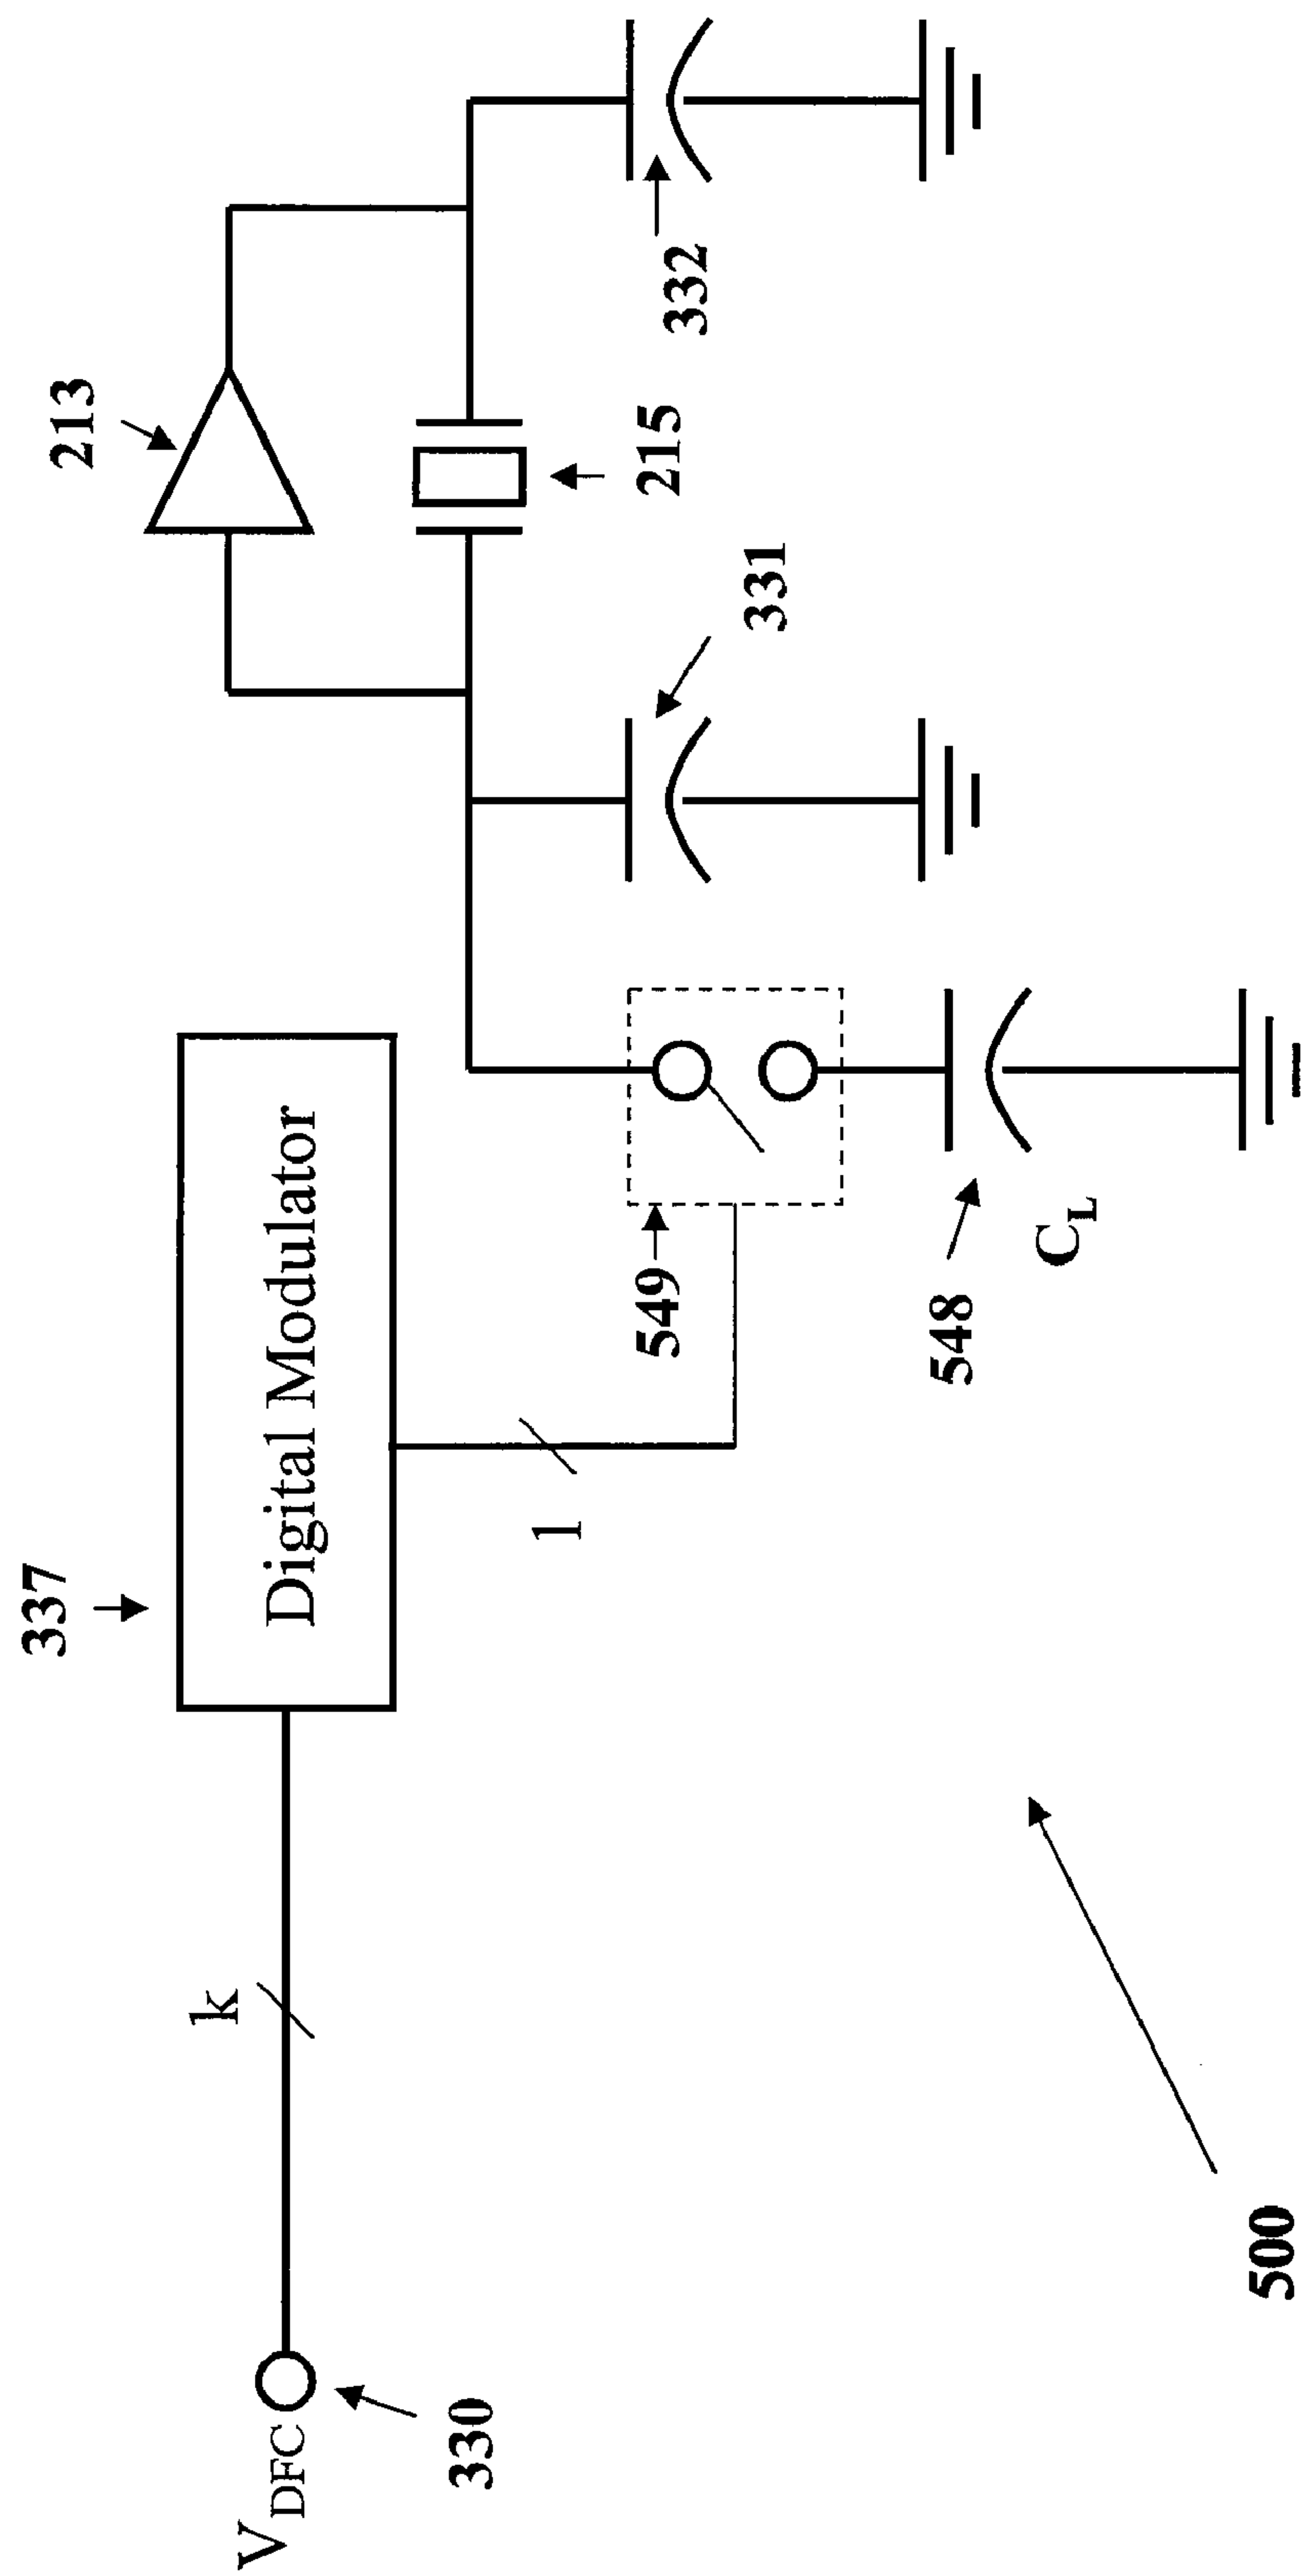 337
213
Digital Modulator
k
V_DFC
330
1
549
215
332
331
548
C_L
500